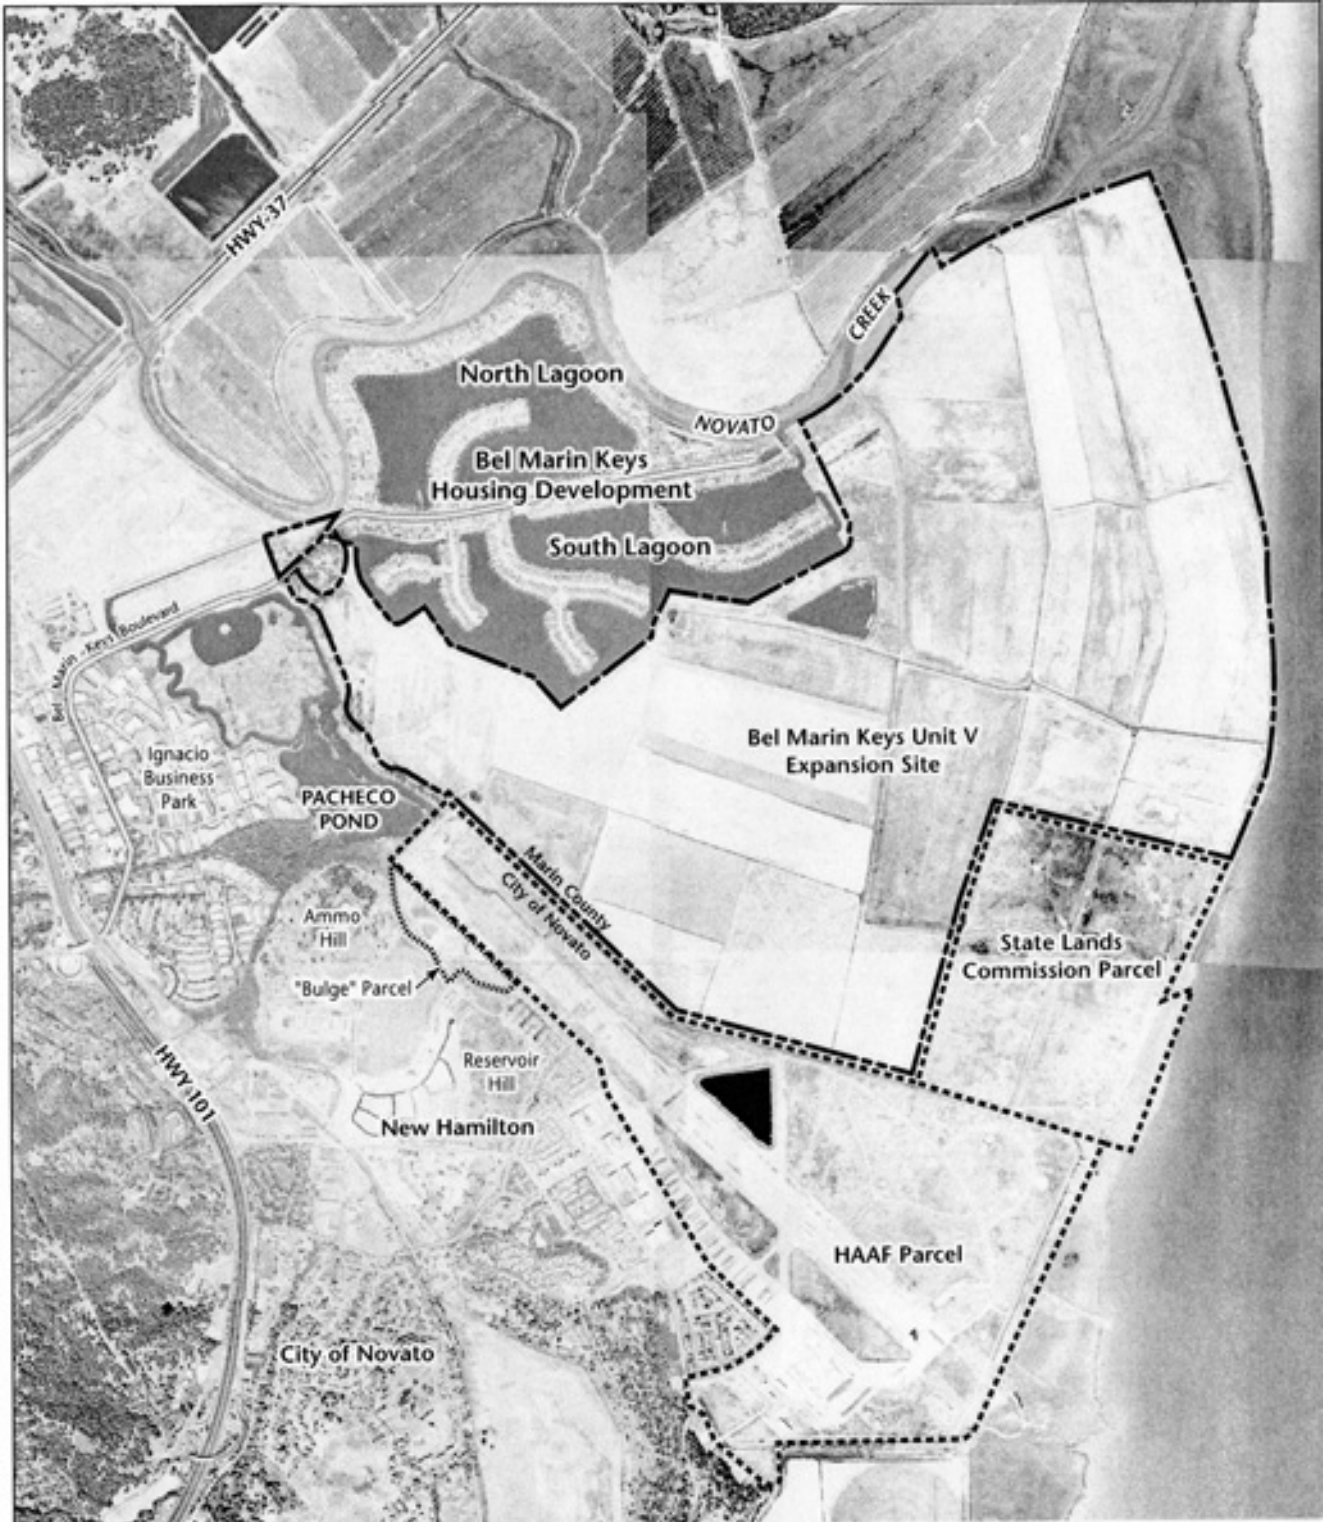 HWY-37
CREEK
North Lagoon
NOVATO
Bel Marin Keys
Housing Development
South Lagoon
Bel Marin Keys Boulevard
Bel Marin Keys Unit V
Expansion Site
Ignacio
Business
Park
PACHECO
POND
Marin County
City of Novato
Ammo
Hill
State Lands
Commission Parcel
"Bulge" Parcel
HWY 101
Reservoir
Hill
New Hamilton
HAAF Parcel
City of Novato